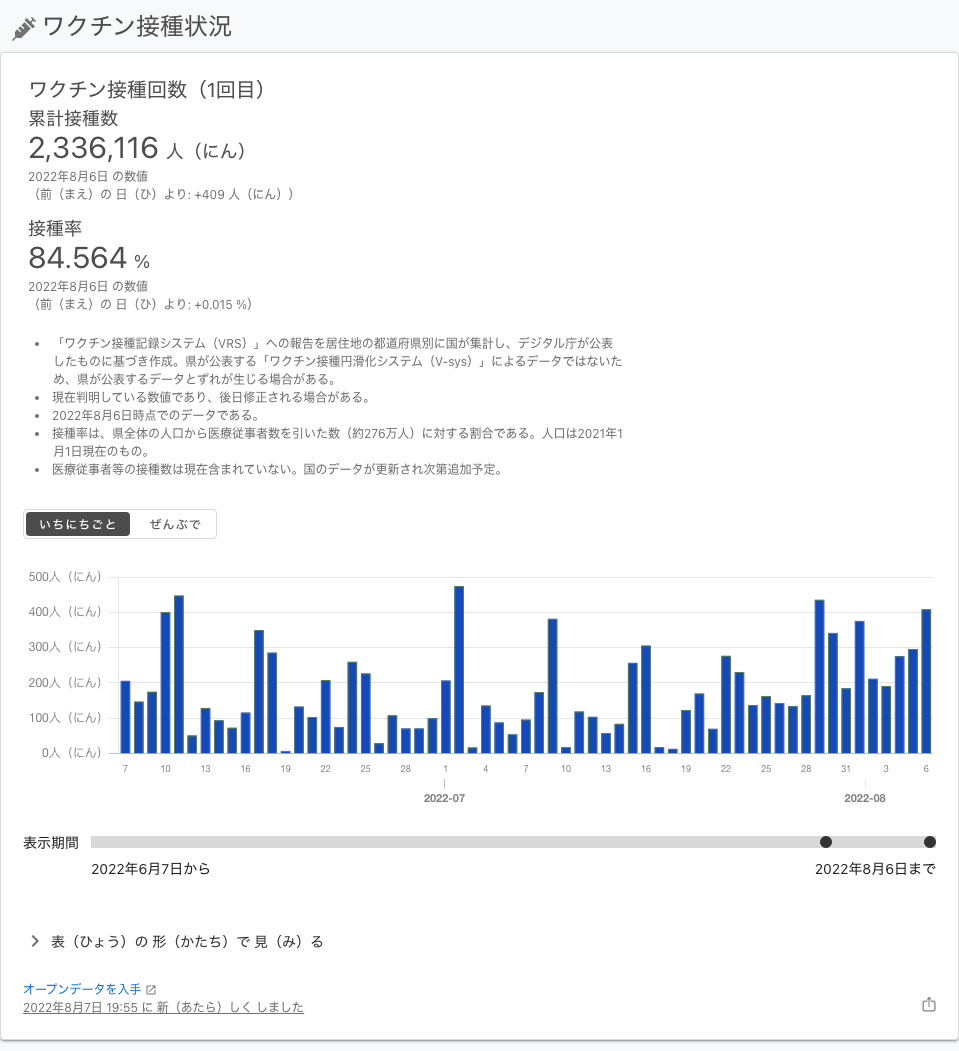 ワクチン接種状況
ワクチン接種回数（1回目）
累計接種数
2,336,116 人（にん）
2022年8月6日 の数値
（前（まえ）の 日（ひ）より: +409 人（にん））
接種率
84.564 %
2022年8月6日 の数値
（前（まえ）の 日（ひ）より: +0.015 %）
• 「ワクチン接種記録システム（VRS）」への報告を居住地の都道府県別に国が集計し、デジタル庁が公表
したものに基づき作成。県が公表する「ワクチン接種円滑化システム（V-sys）」によるデータではないた
め、県が公表するデータとずれが生じる場合がある。
• 現在判明している数値であり、後日修正される場合がある。
• 2022年8月6日時点でのデータである。
• 接種率は、県全体の人口から医療従事者数を引いた数（約276万人）に対する割合である。人口は2021年1
月1日現在のもの。
• 医療従事者等の接種数は現在含まれていない。国のデータが更新され次第追加予定。
いちにちごと ぜんぶで
500人（にん）
400人（にん）
300人（にん）
200人（にん）
100人（にん）
0人（にん）
7 10 13 16 19 22 25 28 1 4 7 10 13 16 19 22 25 28 31 3 6
2022-07 2022-08
表示期間
2022年6月7日から 2022年8月6日まで
表（ひょう）の 形（かたち）で 見（み）る
オープンデータを入手
2022年8月7日 19:55 に 新（あたら）しく しました